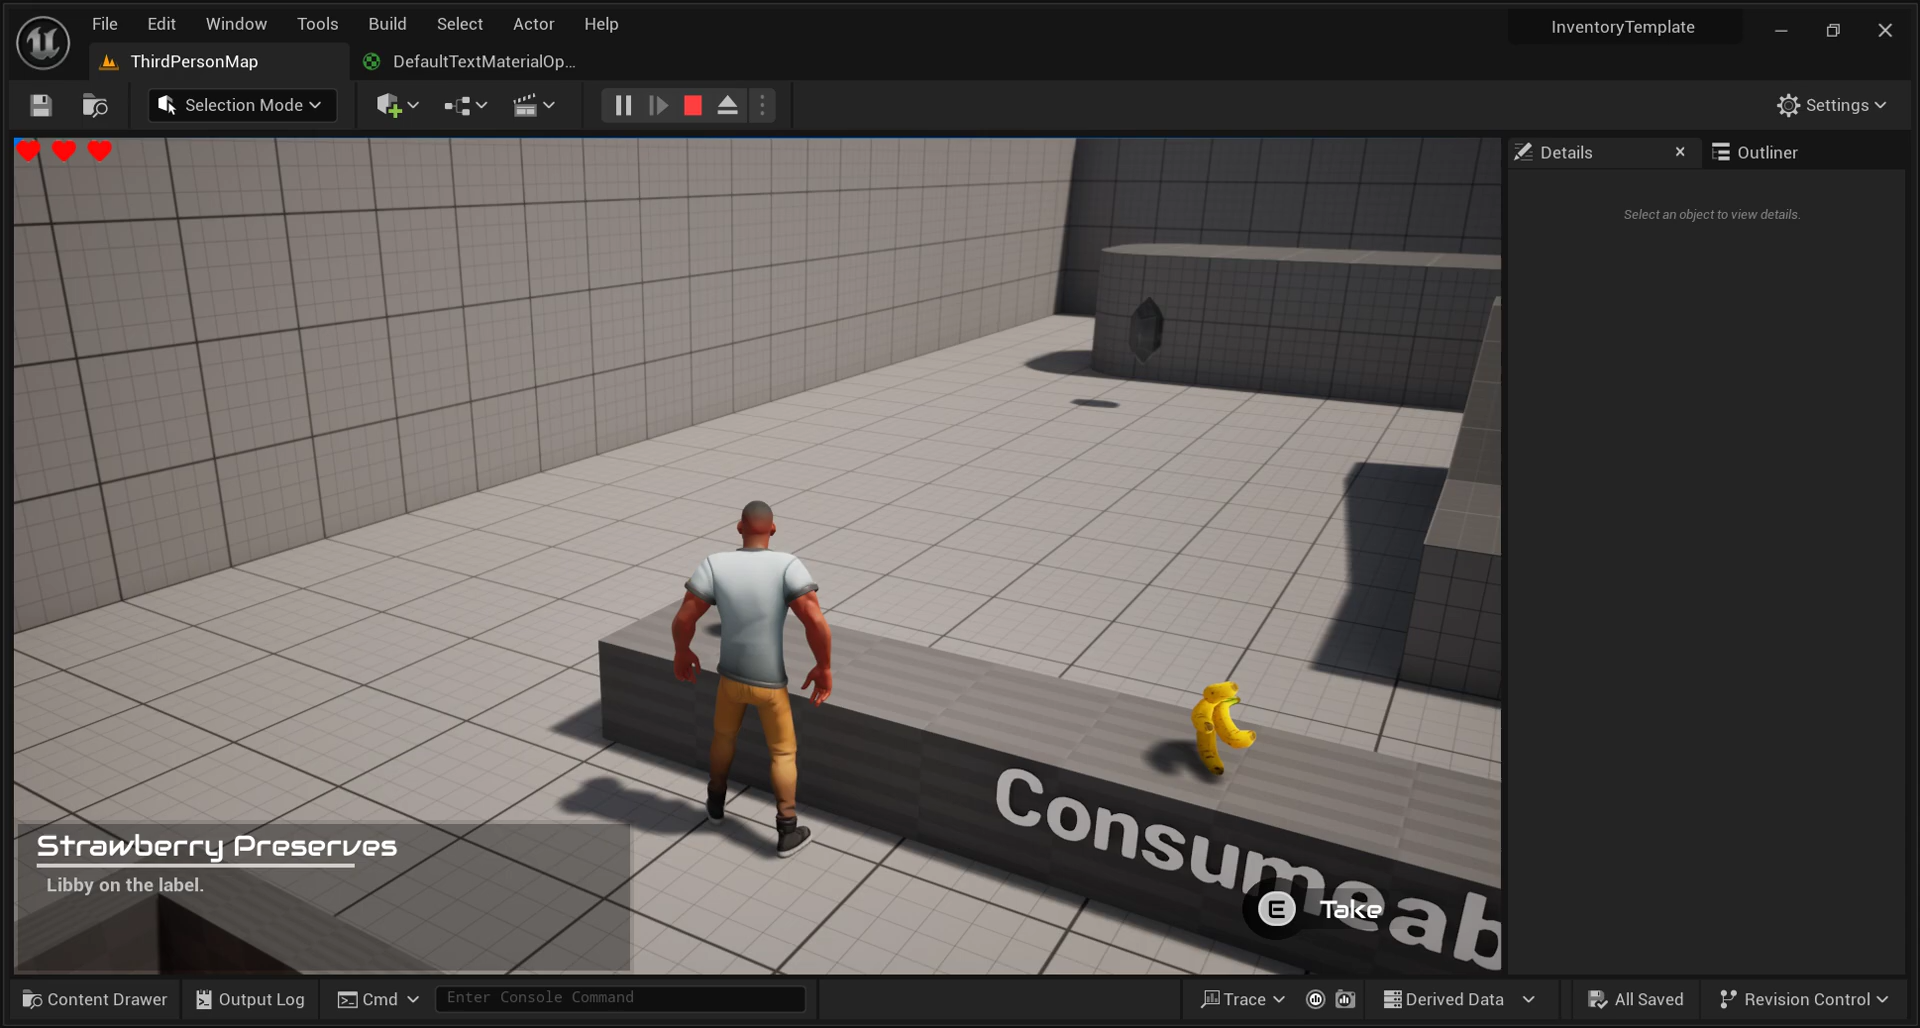 File Edit Window Tools Build Select Actor Help
InventoryTemplate
ThirdPersonMap
DefaultTextMaterialOp...
Selection Mode
Settings
Details
Outliner
Select an object to view details.
Consumeab
Strawberry Preserves
Libby on the label.
E Take
Content Drawer
Output Log
Cmd
Enter Console Command
Trace
Derived Data
All Saved
Revision Control